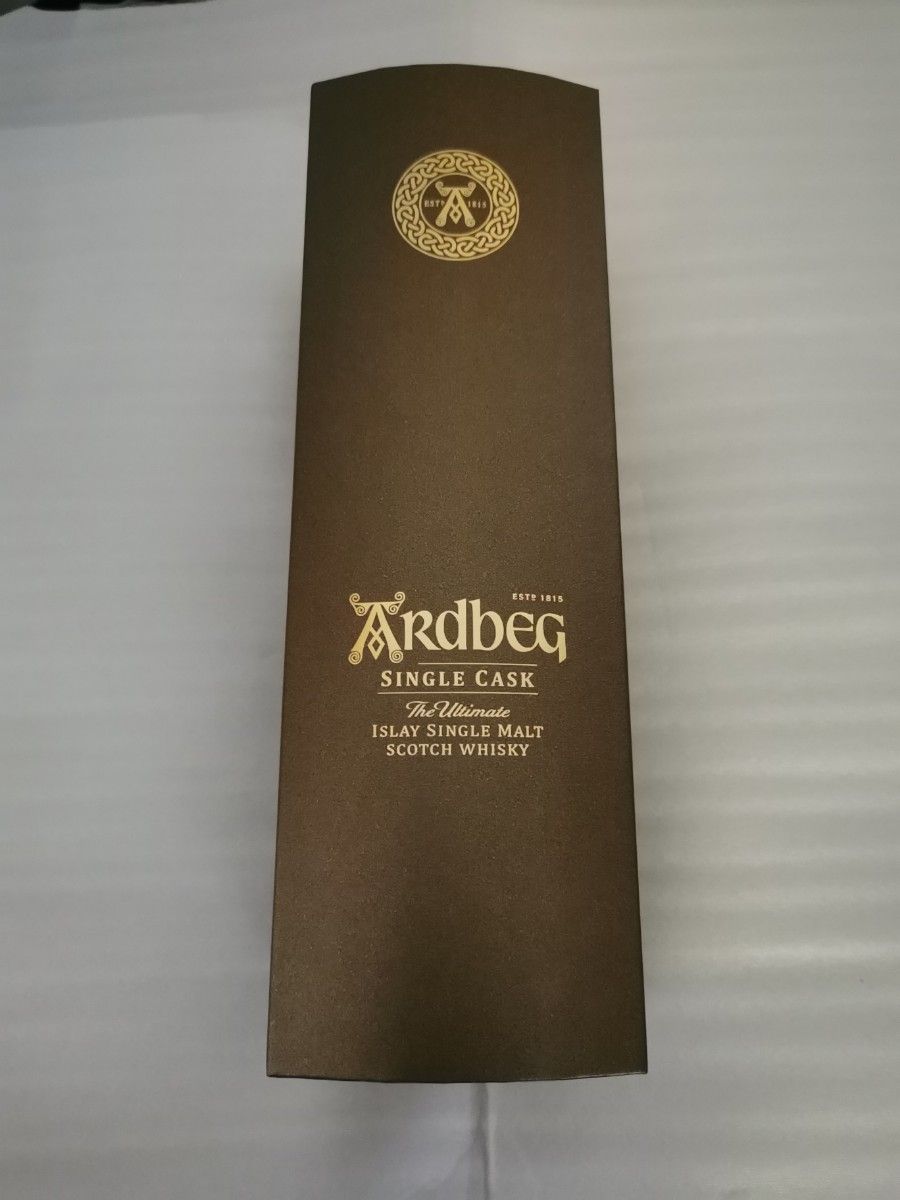 ESTD A 1815
ESTD 1815
ARdbEG
SINGLE CASK
The Ultimate
ISLAY SINGLE MALT
SCOTCH WHISKY